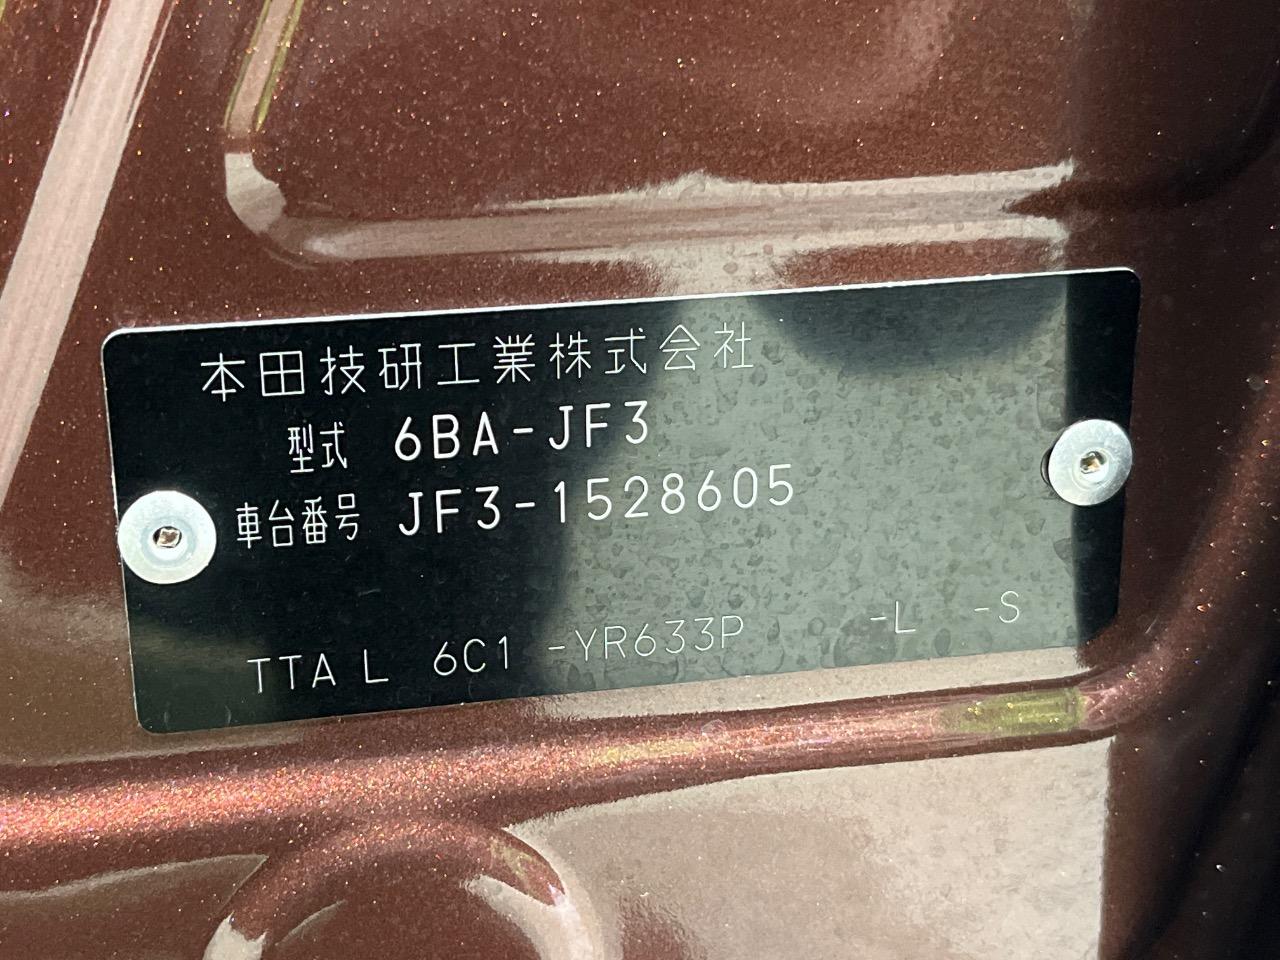 本田技研工業株式会社
型式 6BA-JF3
車台番号 JF3-1528605
TTA L 6C1 -YR633P -L -S